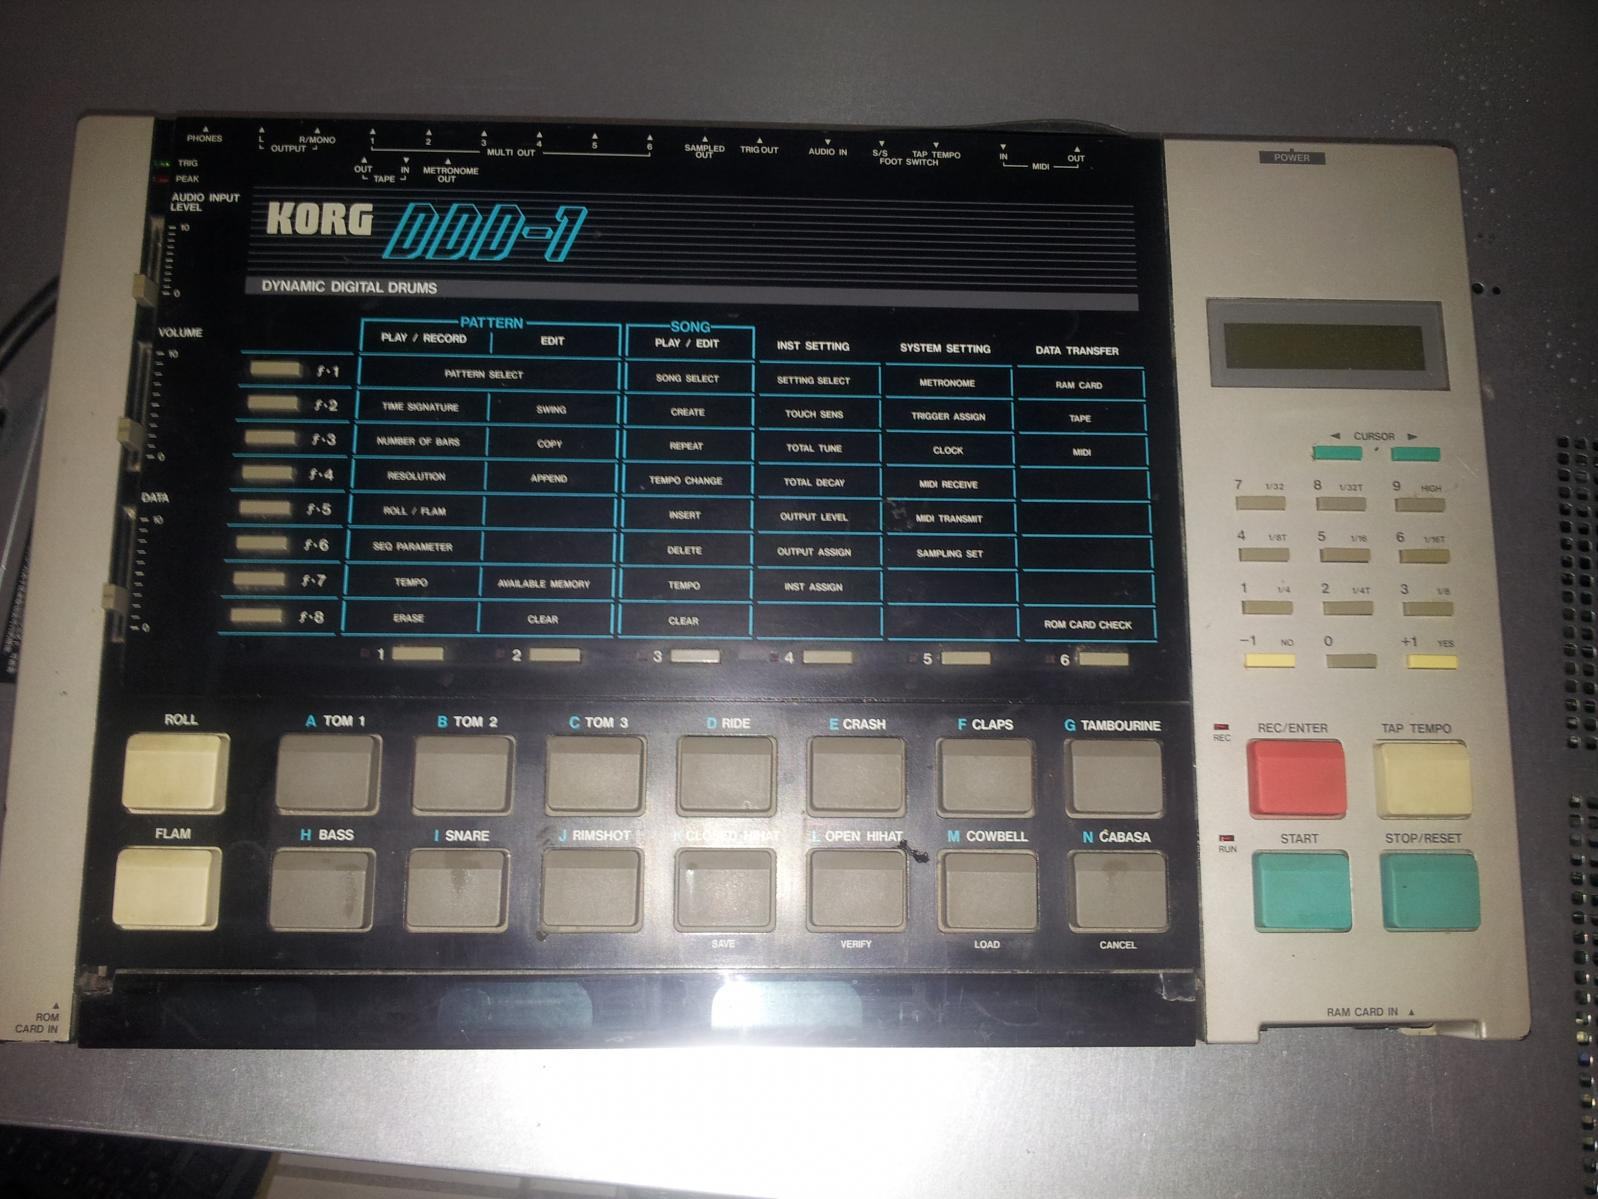 PHONES
L OUTPUT R/MONO
1 2 3 4 5 6
MULTI OUT
SAMPLED OUT
TRIG OUT
AUDIO IN
S/S TAP TEMPO
FOOT SWITCH
IN MIDI OUT
POWER
TRIG
PEAK
OUT IN
TAPE
METRONOME OUT
AUDIO INPUT LEVEL
10
0
KORG DDD-1
DYNAMIC DIGITAL DRUMS
VOLUME
10
0
DATA
10
0
PATTERN SONG
PLAY / RECORD EDIT PLAY / EDIT INST SETTING SYSTEM SETTING DATA TRANSFER
f·1 PATTERN SELECT SONG SELECT SETTING SELECT METRONOME RAM CARD
f·2 TIME SIGNATURE SWING CREATE TOUCH SENS TRIGGER ASSIGN TAPE
f·3 NUMBER OF BARS COPY REPEAT TOTAL TUNE CLOCK MIDI
f·4 RESOLUTION APPEND TEMPO CHANGE TOTAL DECAY MIDI RECEIVE
f·5 ROLL / FLAM INSERT OUTPUT LEVEL MIDI TRANSMIT
f·6 SEQ PARAMETER DELETE OUTPUT ASSIGN SAMPLING SET
f·7 TEMPO AVAILABLE MEMORY TEMPO INST ASSIGN
f·8 ERASE CLEAR CLEAR ROM CARD CHECK
1 2 3 4 5 6
◄ CURSOR ►
7 1/32 8 1/32T 9 HIGH
4 1/8T 5 1/16 6 1/16T
1 1/4 2 1/4T 3 1/8
-1 NO 0 +1 YES
ROLL A TOM 1 B TOM 2 C TOM 3 D RIDE E CRASH F CLAPS G TAMBOURINE
FLAM H BASS I SNARE J RIMSHOT K CLOSED HIHAT L OPEN HIHAT M COWBELL N CABASA
SAVE VERIFY LOAD CANCEL
REC REC/ENTER TAP TEMPO
RUN START STOP/RESET
ROM
CARD IN
RAM CARD IN